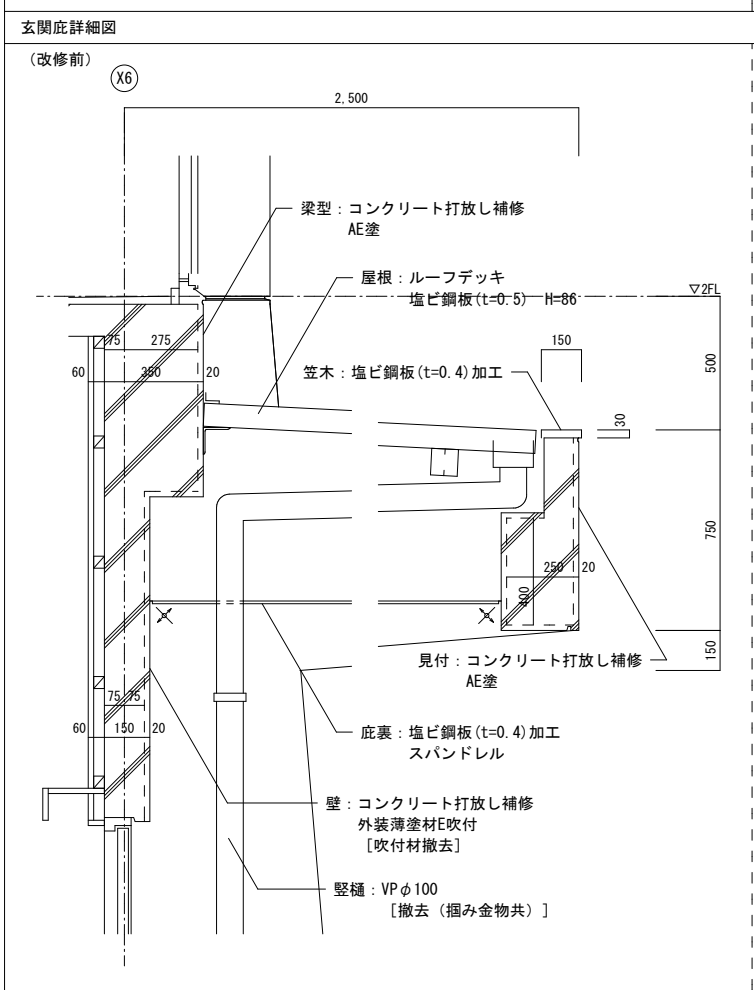 玄関庇詳細図
（改修前）
X6
2,500
梁型：コンクリート打放し補修
AE塗
屋根：ルーフデッキ
塩ビ鋼板(t=0.5) H=86
▽2FL
75 275
150
500
笠木：塩ビ鋼板(t=0.4)加工
60 350 20
30
750
250 20
400
見付：コンクリート打放し補修
AE塗
150
75 75
庇裏：塩ビ鋼板(t=0.4)加工
スパンドレル
60 150 20
壁：コンクリート打放し補修
外装薄塗材E吹付
［吹付材撤去］
竪樋：VPφ100
［撤去（掴み金物共）］